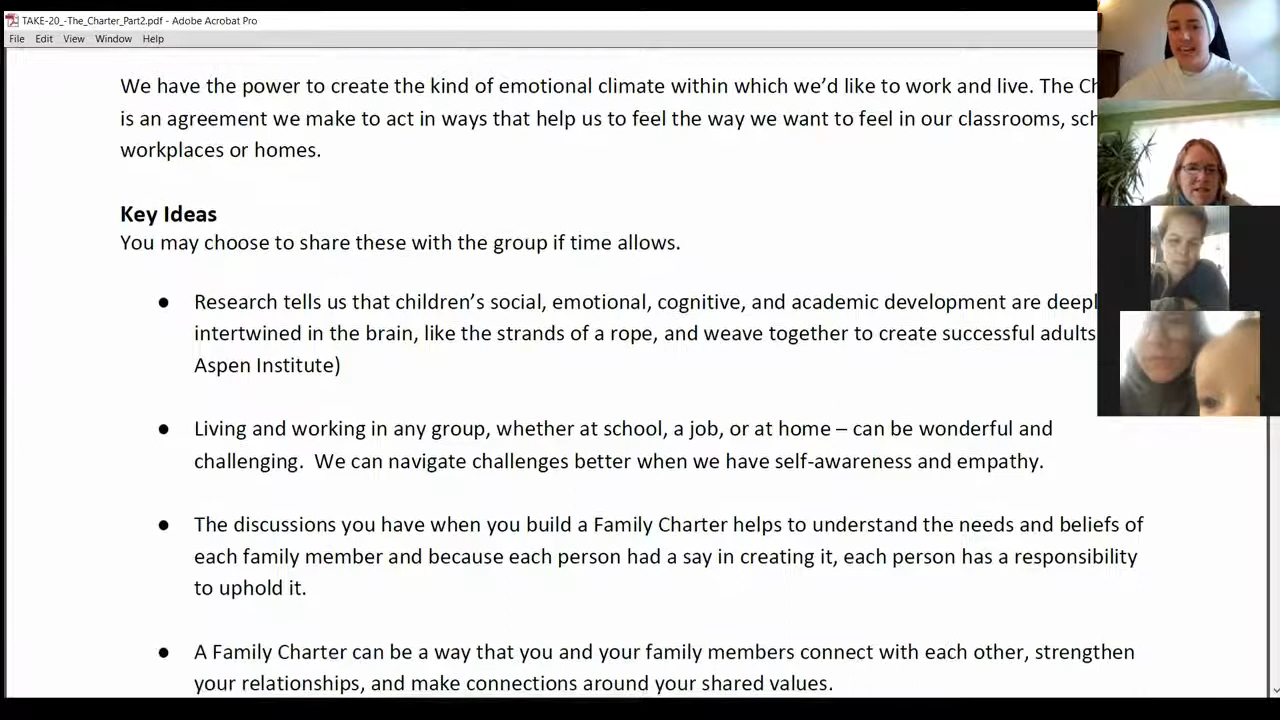 TAKE-20_-The_Charter_Part2.pdf - Adobe Acrobat Pro
File Edit View Window Help
We have the power to create the kind of emotional climate within which we’d like to work and live. The Ch
is an agreement we make to act in ways that help us to feel the way we want to feel in our classrooms, sch
workplaces or homes.
Key Ideas
You may choose to share these with the group if time allows.
● Research tells us that children’s social, emotional, cognitive, and academic development are deepl
intertwined in the brain, like the strands of a rope, and weave together to create successful adults
Aspen Institute)
● Living and working in any group, whether at school, a job, or at home – can be wonderful and
challenging.  We can navigate challenges better when we have self-awareness and empathy.
● The discussions you have when you build a Family Charter helps to understand the needs and beliefs of
each family member and because each person had a say in creating it, each person has a responsibility
to uphold it.
● A Family Charter can be a way that you and your family members connect with each other, strengthen
your relationships, and make connections around your shared values.